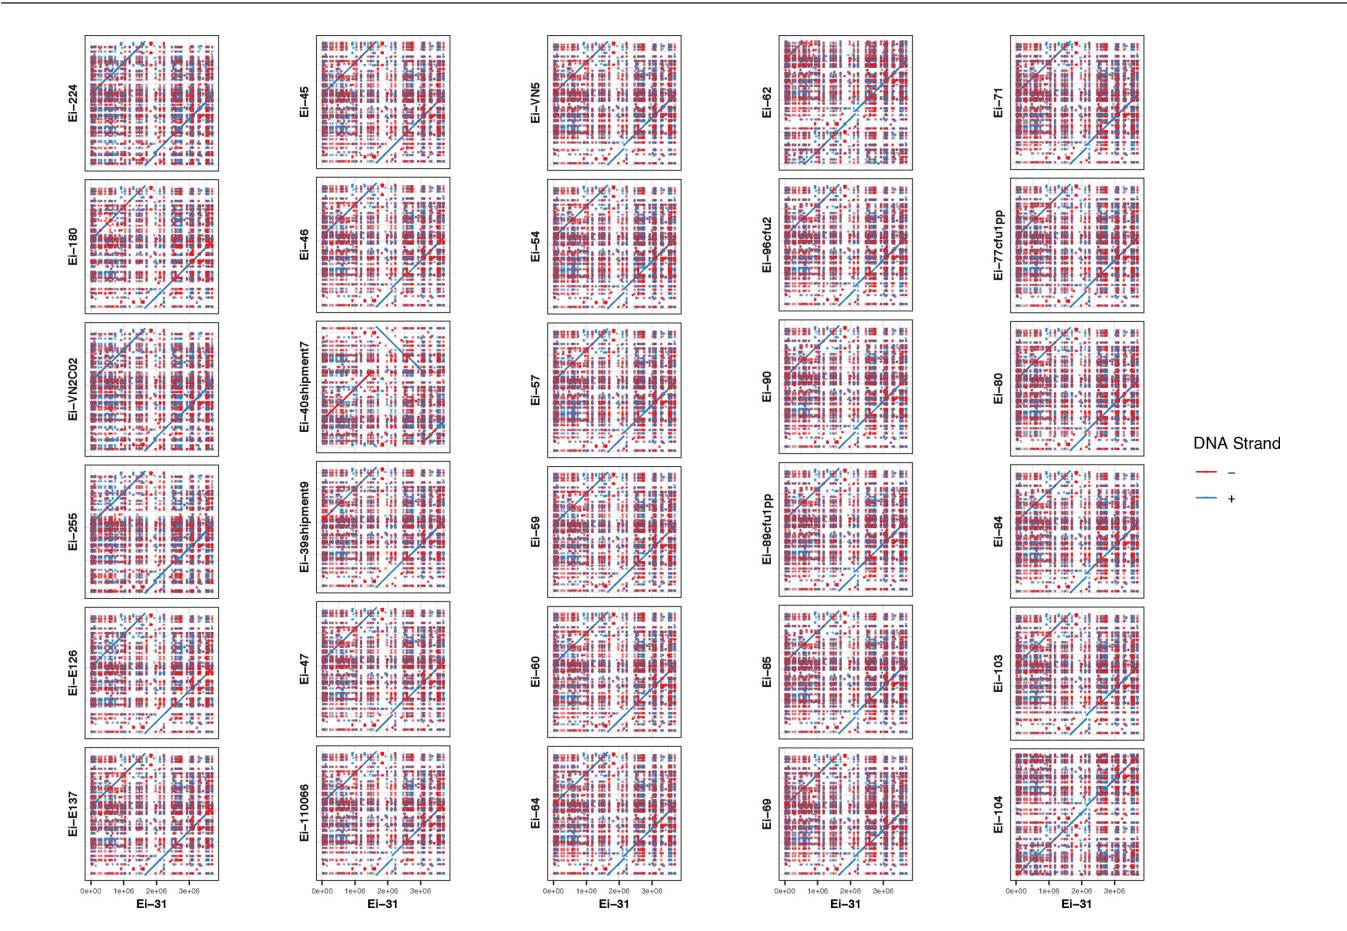 Ei–224
Ei–45
Ei–VN5
Ei–62
Ei–71
Ei–180
Ei–46
Ei–54
Ei–96cfu2
Ei–77cfu1pp
Ei–VN2C02
Ei–40shipment7
Ei–57
Ei–90
Ei–80
Ei–255
Ei–39shipment9
Ei–59
Ei–89cfu1pp
Ei–84
Ei–E126
Ei–47
Ei–60
Ei–85
Ei–103
Ei–E137
Ei–110066
Ei–64
Ei–69
Ei–104
DNA Strand
–
+
0e+00 1e+06 2e+06 3e+06 0e+00 1e+06 2e+06 3e+06 0e+00 1e+06 2e+06 3e+06 0e+00 1e+06 2e+06 3e+06 0e+00 1e+06 2e+06 3e+06
Ei–31 Ei–31 Ei–31 Ei–31 Ei–31